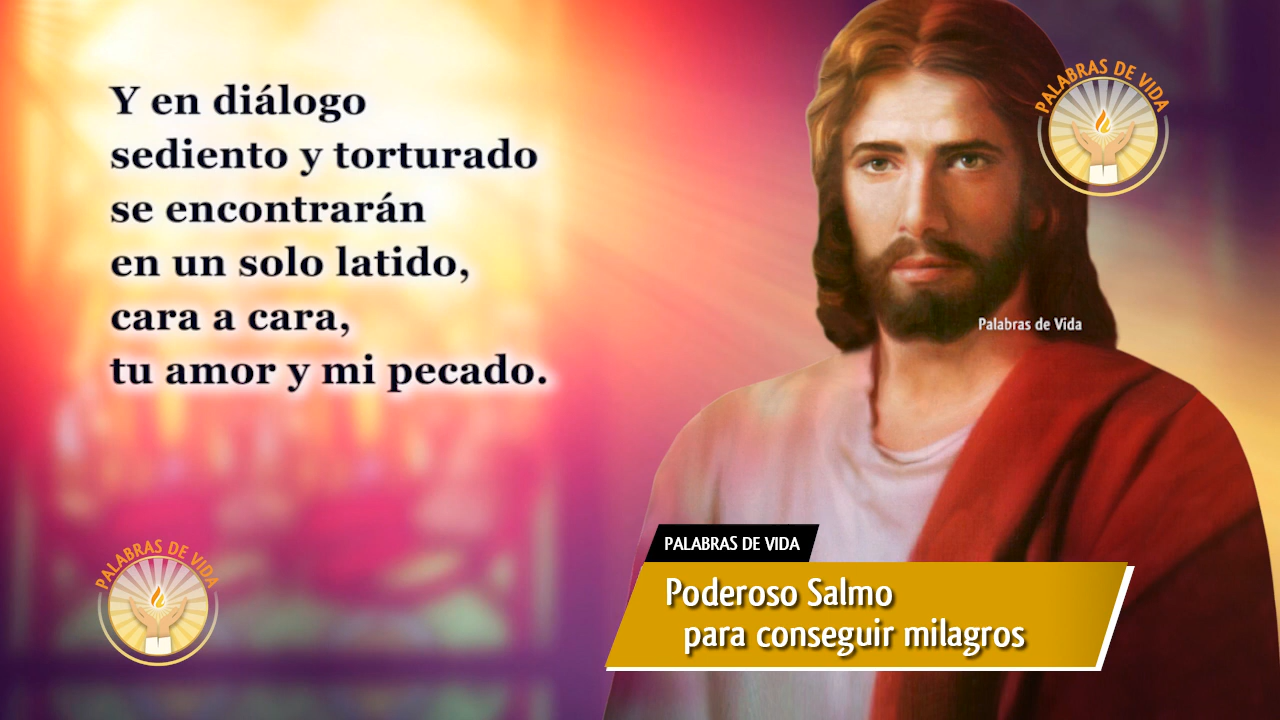 Y en diálogo
sediento y torturado
se encontrarán
en un solo latido,
cara a cara,
tu amor y mi pecado.
PALABRAS DE VIDA
Palabras de Vida
PALABRAS DE VIDA
PALABRAS DE VIDA
Poderoso Salmo
para conseguir milagros